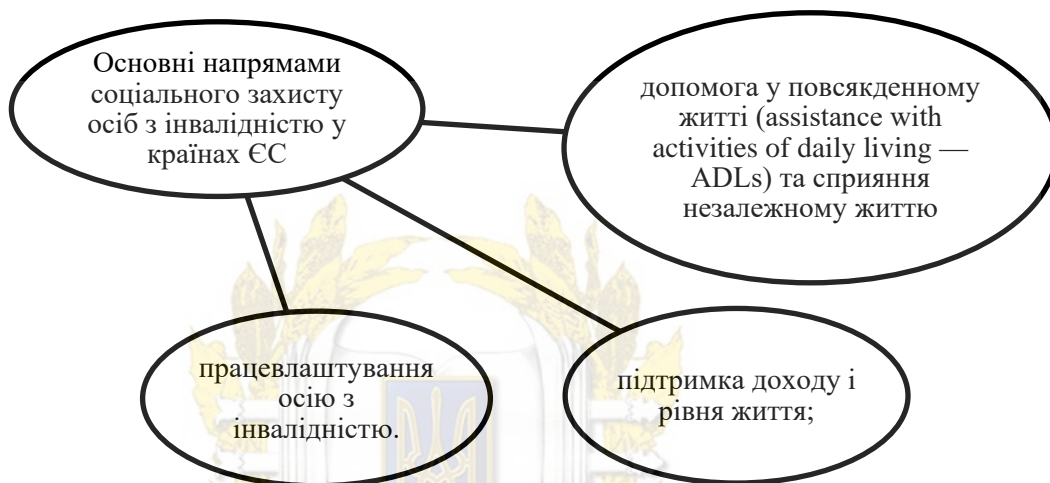 Основні напрямами
соціального захисту
осіб з інвалідністю у
країнах ЄС
допомога у повсякденному
житті (assistance with
activities of daily living —
ADLs) та сприяння
незалежному життю
працевлаштування
осію з
інвалідністю.
підтримка доходу і
рівня життя;